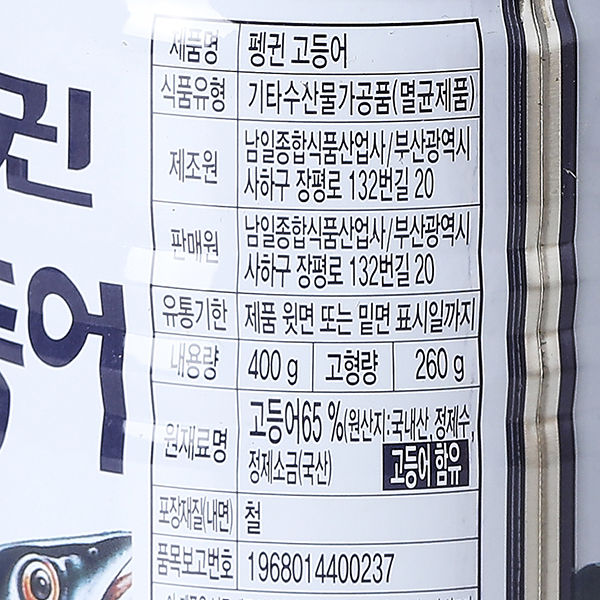 퀸
등어
제품명 펭귄 고등어
식품유형 기타수산물가공품(멸균제품)
제조원 남일종합식품산업사/부산광역시
사하구 장평로 132번길 20
판매원 남일종합식품산업사/부산광역시
사하구 장평로 132번길 20
유통기한 제품 윗면 또는 밑면 표시일까지
내용량 400 g 고형량 260 g
원재료명 고등어65 %(원산지:국내산, 정제수,
정제소금(국산) 고등어 함유
포장재질(내면) 철
품목보고번호 1968014400237